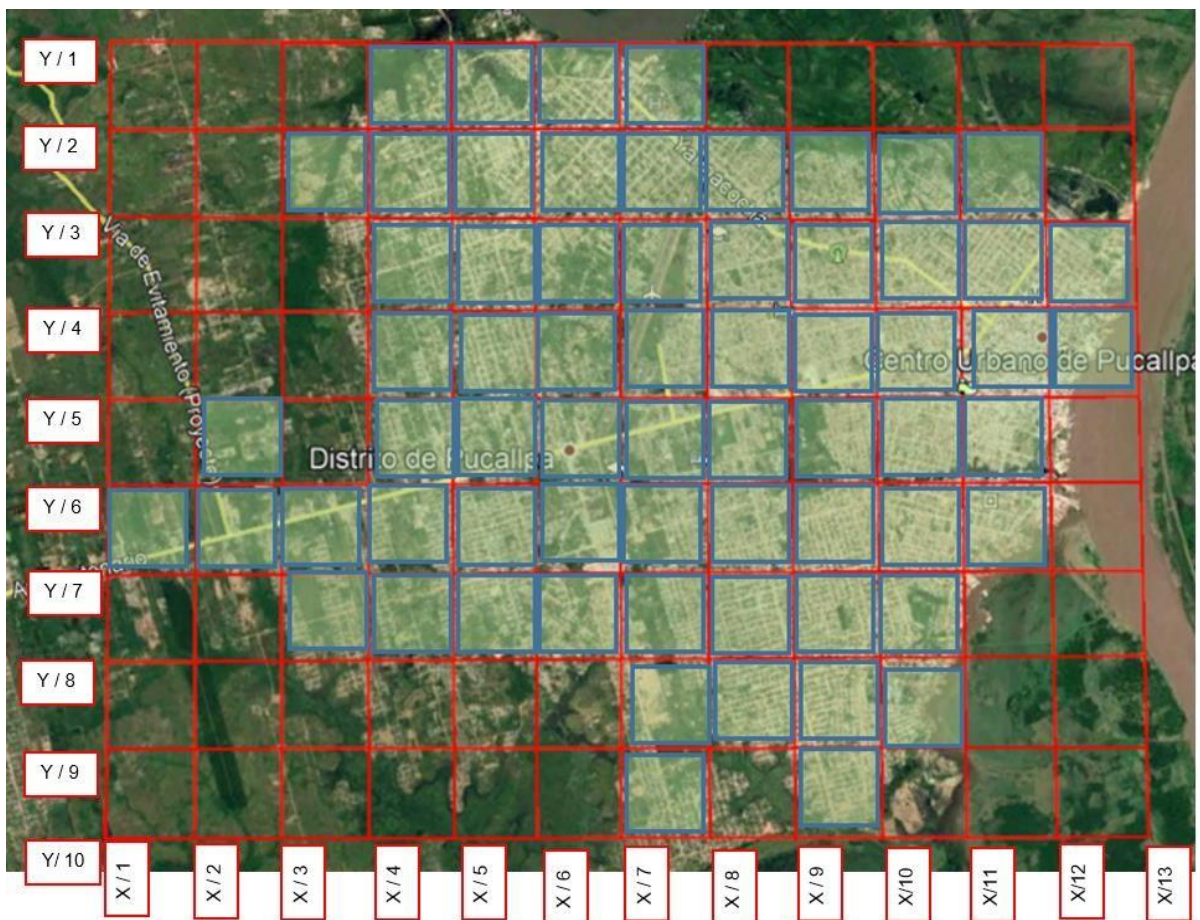 Y / 1
Y / 2
Y / 3
Y / 4
Y / 5
Y / 6
Y / 7
Y / 8
Y / 9
Y/ 10
Vía de Evitamiento (Proyecto)
Centro Urbano de Pucallpa
Distrito de Pucallpa
X / 1
X / 2
X / 3
X / 4
X / 5
X / 6
X / 7
X / 8
X / 9
X/10
X/11
X/12
X/13